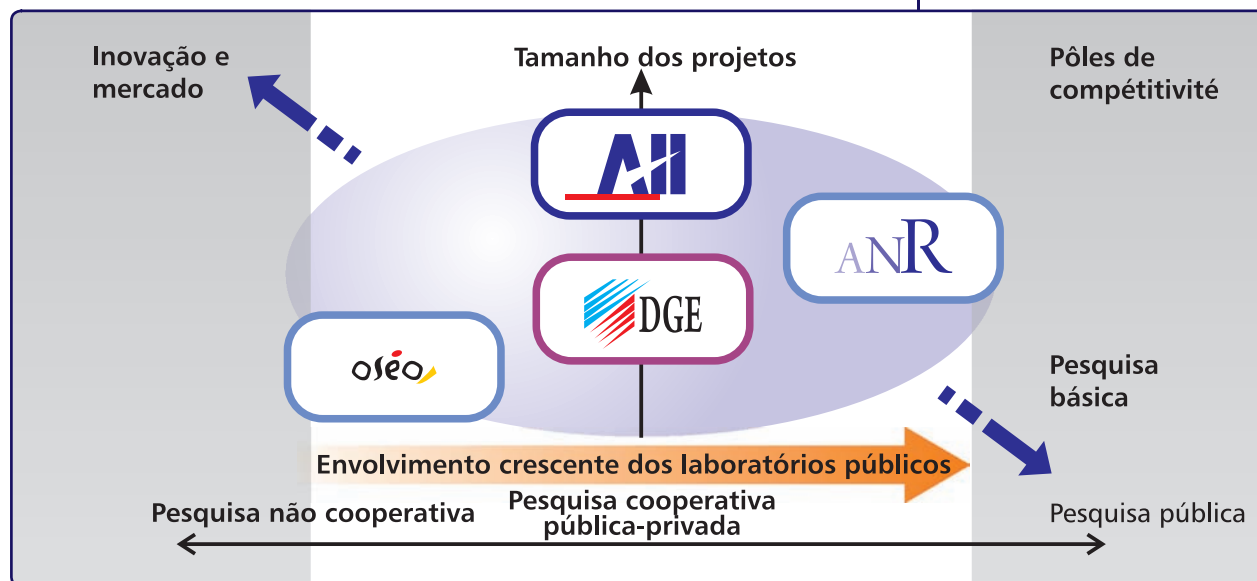 Inovação e
mercado
Tamanho dos projetos
Pôles de
compétitivité
AII
ANR
DGE
oséo
Pesquisa
básica
Envolvimento crescente dos laboratórios públicos
Pesquisa não cooperativa
Pesquisa cooperativa
pública-privada
Pesquisa pública